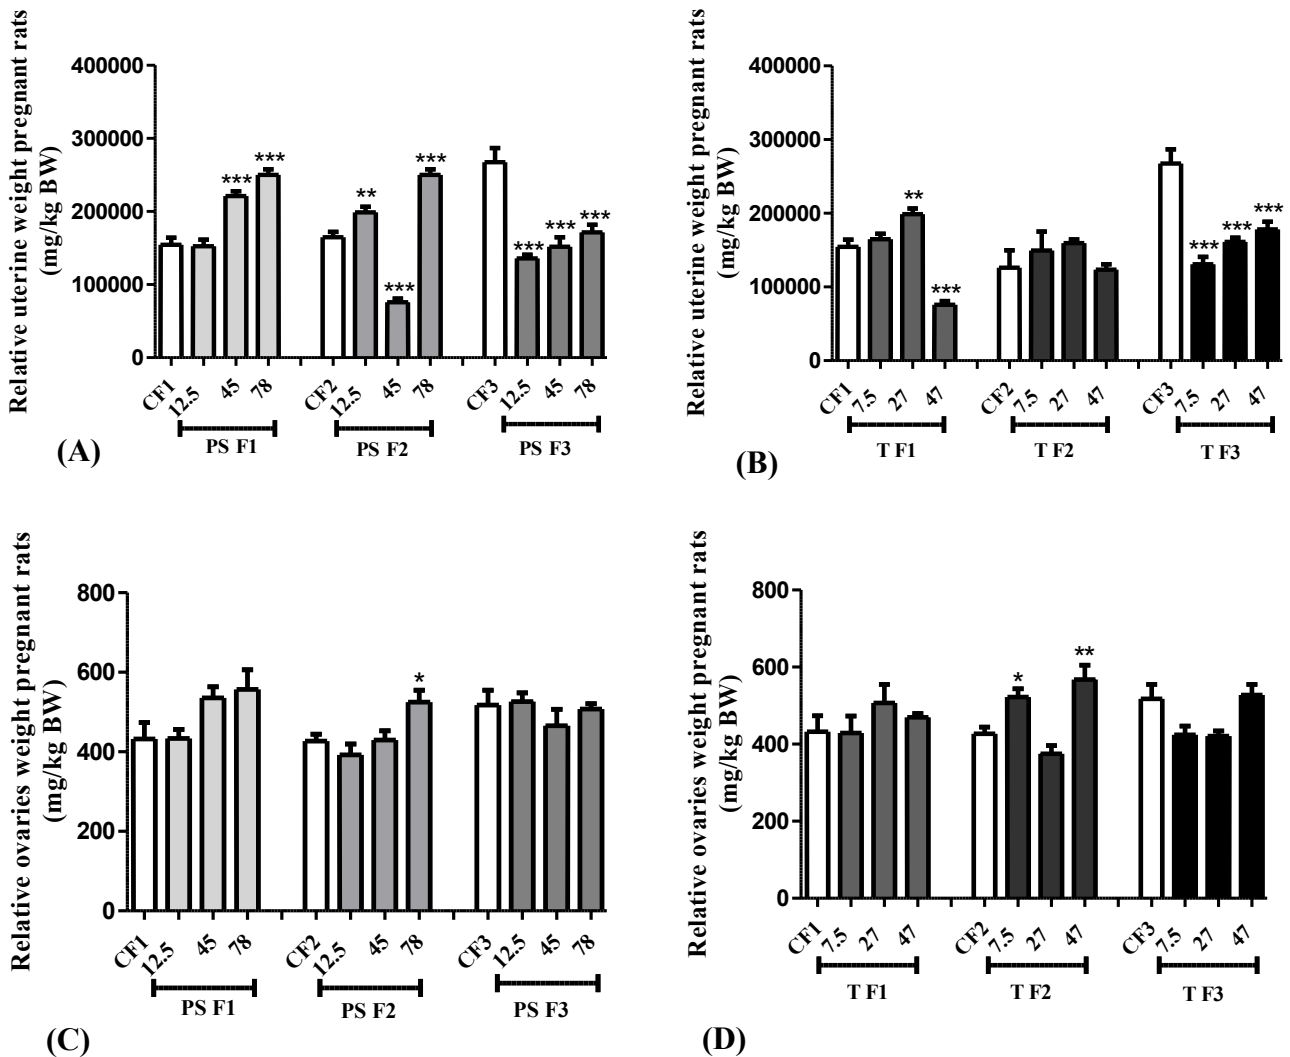 Relative uterine weight pregnant rats
(mg/kg BW)
400000
300000
200000
100000
0
***
***
**
***
***
***
***
***
CF1
12.5
45
78
CF2
12.5
45
78
CF3
12.5
45
78
PS F1
PS F2
PS F3
(A)
Relative uterine weight pregnant rats
(mg/kg BW)
400000
300000
200000
100000
0
**
***
***
***
***
CF1
7.5
27
47
CF2
7.5
27
47
CF3
7.5
27
47
T F1
T F2
T F3
(B)
Relative ovaries weight pregnant rats
(mg/kg BW)
800
600
400
200
0
*
CF1
12.5
45
78
CF2
12.5
45
78
CF3
12.5
45
78
PS F1
PS F2
PS F3
(C)
Relative ovaries weight pregnant rats
(mg/kg BW)
800
600
400
200
0
*
**
CF1
7.5
27
47
CF2
7.5
27
47
CF3
7.5
27
47
T F1
T F2
T F3
(D)